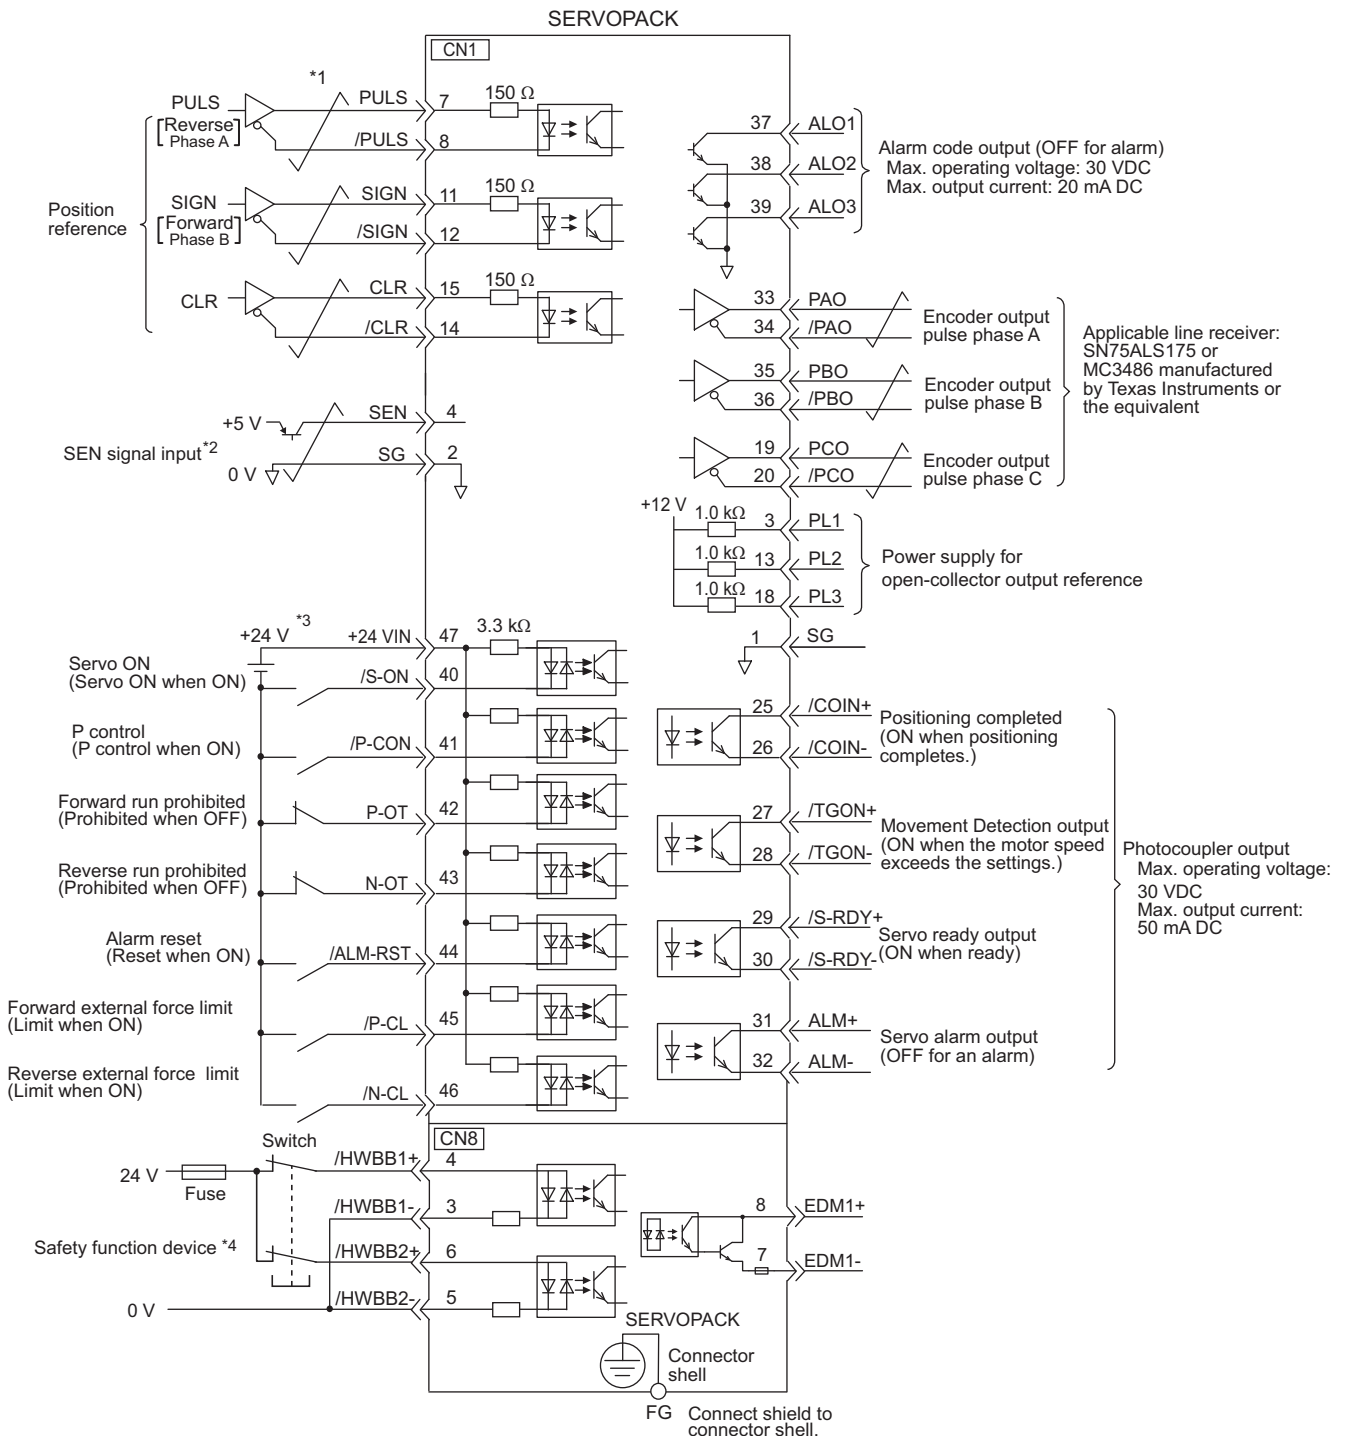 SERVOPACK
CN1
*1
PULS
[Reverse
Phase A]
PULS
7
150 Ω
/PULS
8
SIGN
[Forward
Phase B]
SIGN
11
150 Ω
/SIGN
12
Position
reference
CLR
CLR
15
150 Ω
/CLR
14
+5 V
SEN
4
SEN signal input*2
0 V
SG
2
37
ALO1
38
ALO2
39
ALO3
Alarm code output (OFF for alarm)
Max. operating voltage: 30 VDC
Max. output current: 20 mA DC
33
PAO
34
/PAO
Encoder output
pulse phase A
35
PBO
36
/PBO
Encoder output
pulse phase B
19
PCO
20
/PCO
Encoder output
pulse phase C
Applicable line receiver:
SN75ALS175 or
MC3486 manufactured
by Texas Instruments or
the equivalent
+12 V
1.0 kΩ
3
PL1
1.0 kΩ
13
PL2
1.0 kΩ
18
PL3
Power supply for
open-collector output reference
1
SG
+24 V *3
+24 VIN
47
3.3 kΩ
Servo ON
(Servo ON when ON)
/S-ON
40
P control
(P control when ON)
/P-CON
41
Forward run prohibited
(Prohibited when OFF)
P-OT
42
Reverse run prohibited
(Prohibited when OFF)
N-OT
43
Alarm reset
(Reset when ON)
/ALM-RST
44
Forward external force limit
(Limit when ON)
/P-CL
45
Reverse external force limit
(Limit when ON)
/N-CL
46
25
/COIN+
26
/COIN-
Positioning completed
(ON when positioning
completes.)
27
/TGON+
28
/TGON-
Movement Detection output
(ON when the motor speed
exceeds the settings.)
29
/S-RDY+
30
/S-RDY-
Servo ready output
(ON when ready)
31
ALM+
32
ALM-
Servo alarm output
(OFF for an alarm)
Photocoupler output
Max. operating voltage:
30 VDC
Max. output current:
50 mA DC
CN8
Switch
24 V
Fuse
/HWBB1+
4
/HWBB1-
3
Safety function device *4
/HWBB2+
6
0 V
/HWBB2-
5
8
EDM1+
7
EDM1-
SERVOPACK
Connector
shell
FG
Connect shield to
connector shell.